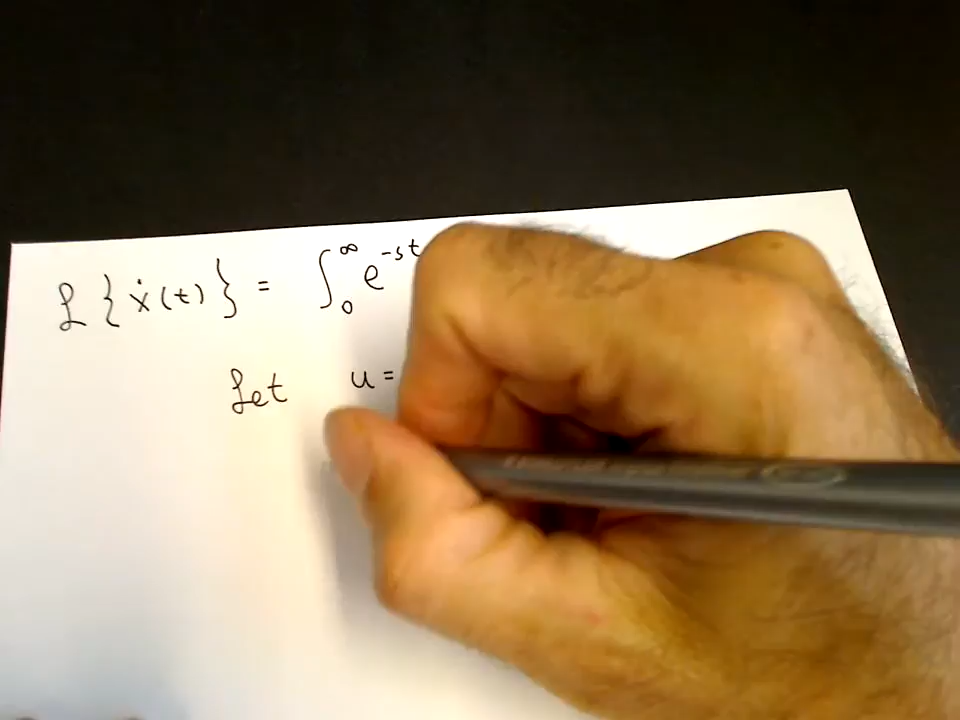 ℒ{ẋ(t)} = ∫₀^∞ e^{-st}
Let u =